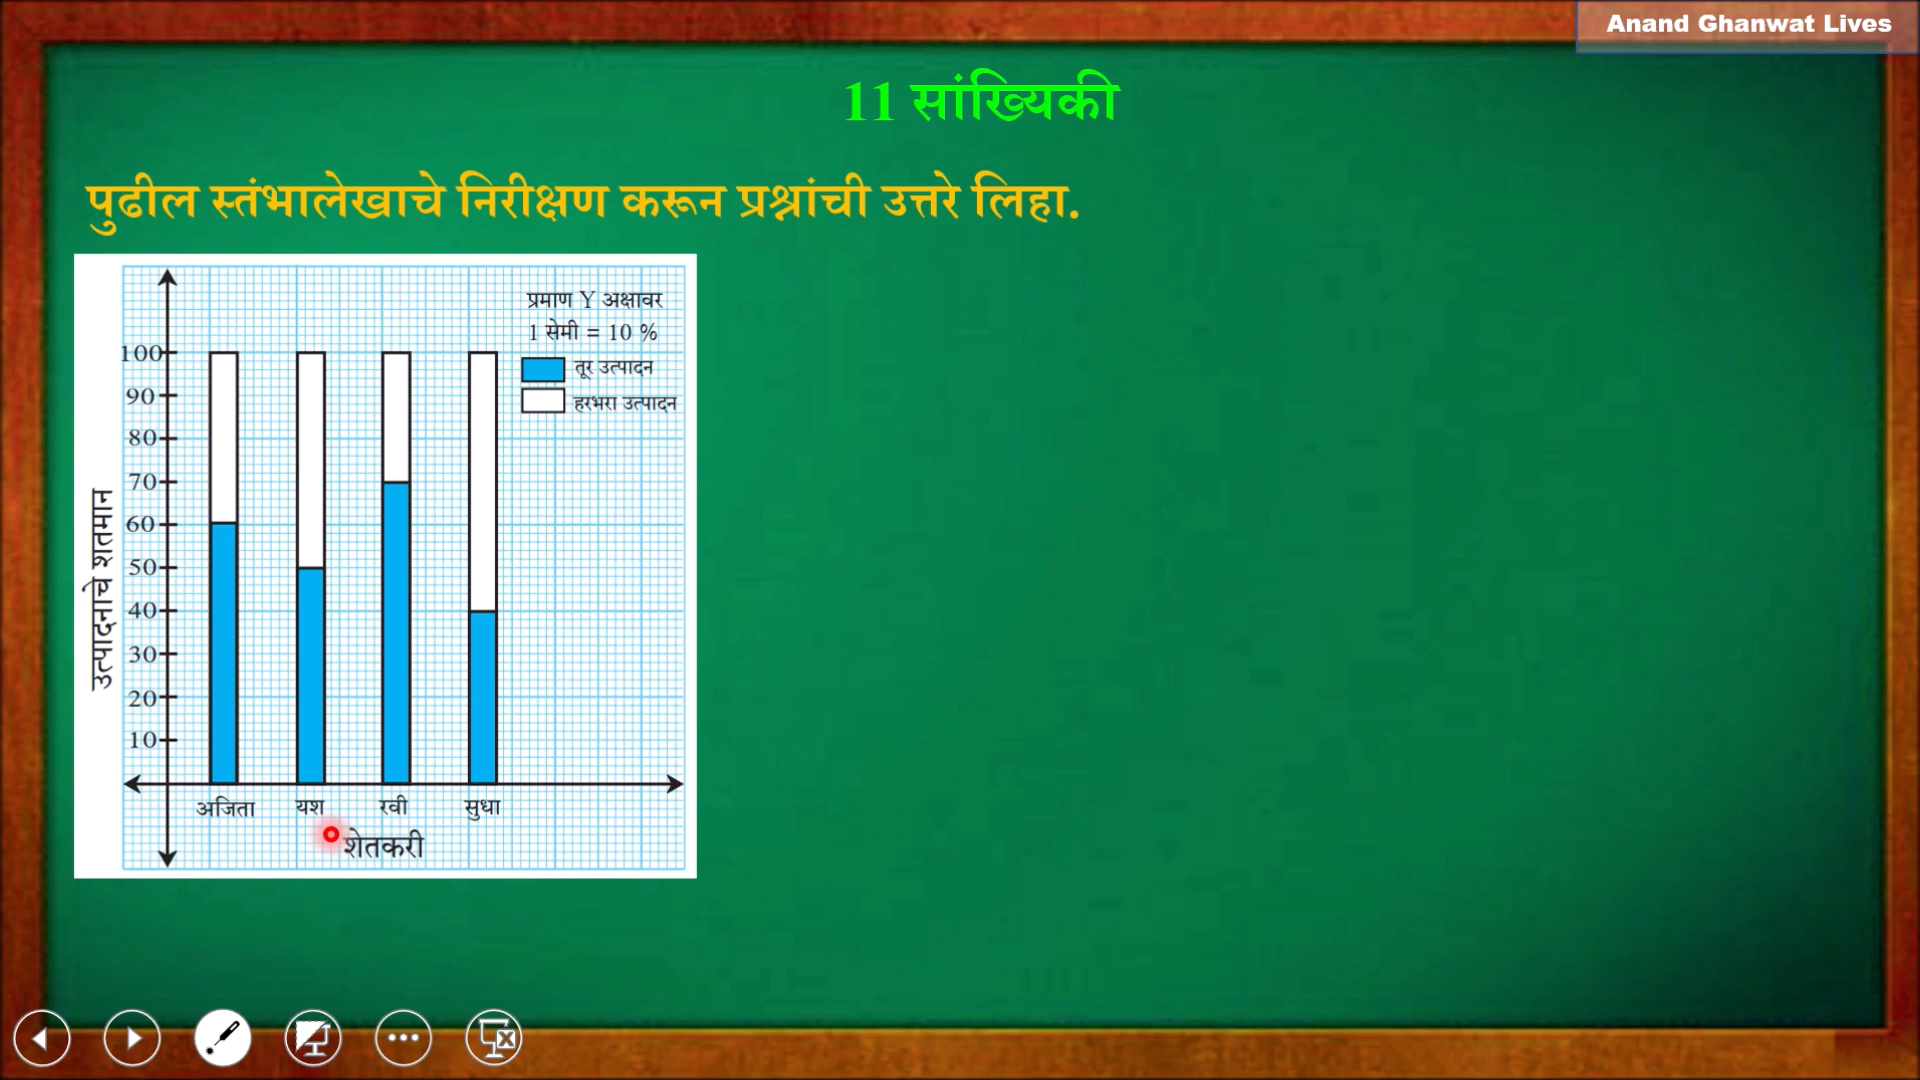 Anand Ghanwat Lives
11 सांख्यिकी
पुढील स्तंभालेखाचे निरीक्षण करून प्रश्नांची उत्तरे लिहा.
प्रमाण Y अक्षावर
1 सेमी = 10 %
तूर उत्पादन
हरभरा उत्पादन
100
90
80
70
60
50
40
30
20
10
उत्पादनाचे शतमान
अजिता यश रवी सुधा
शेतकरी